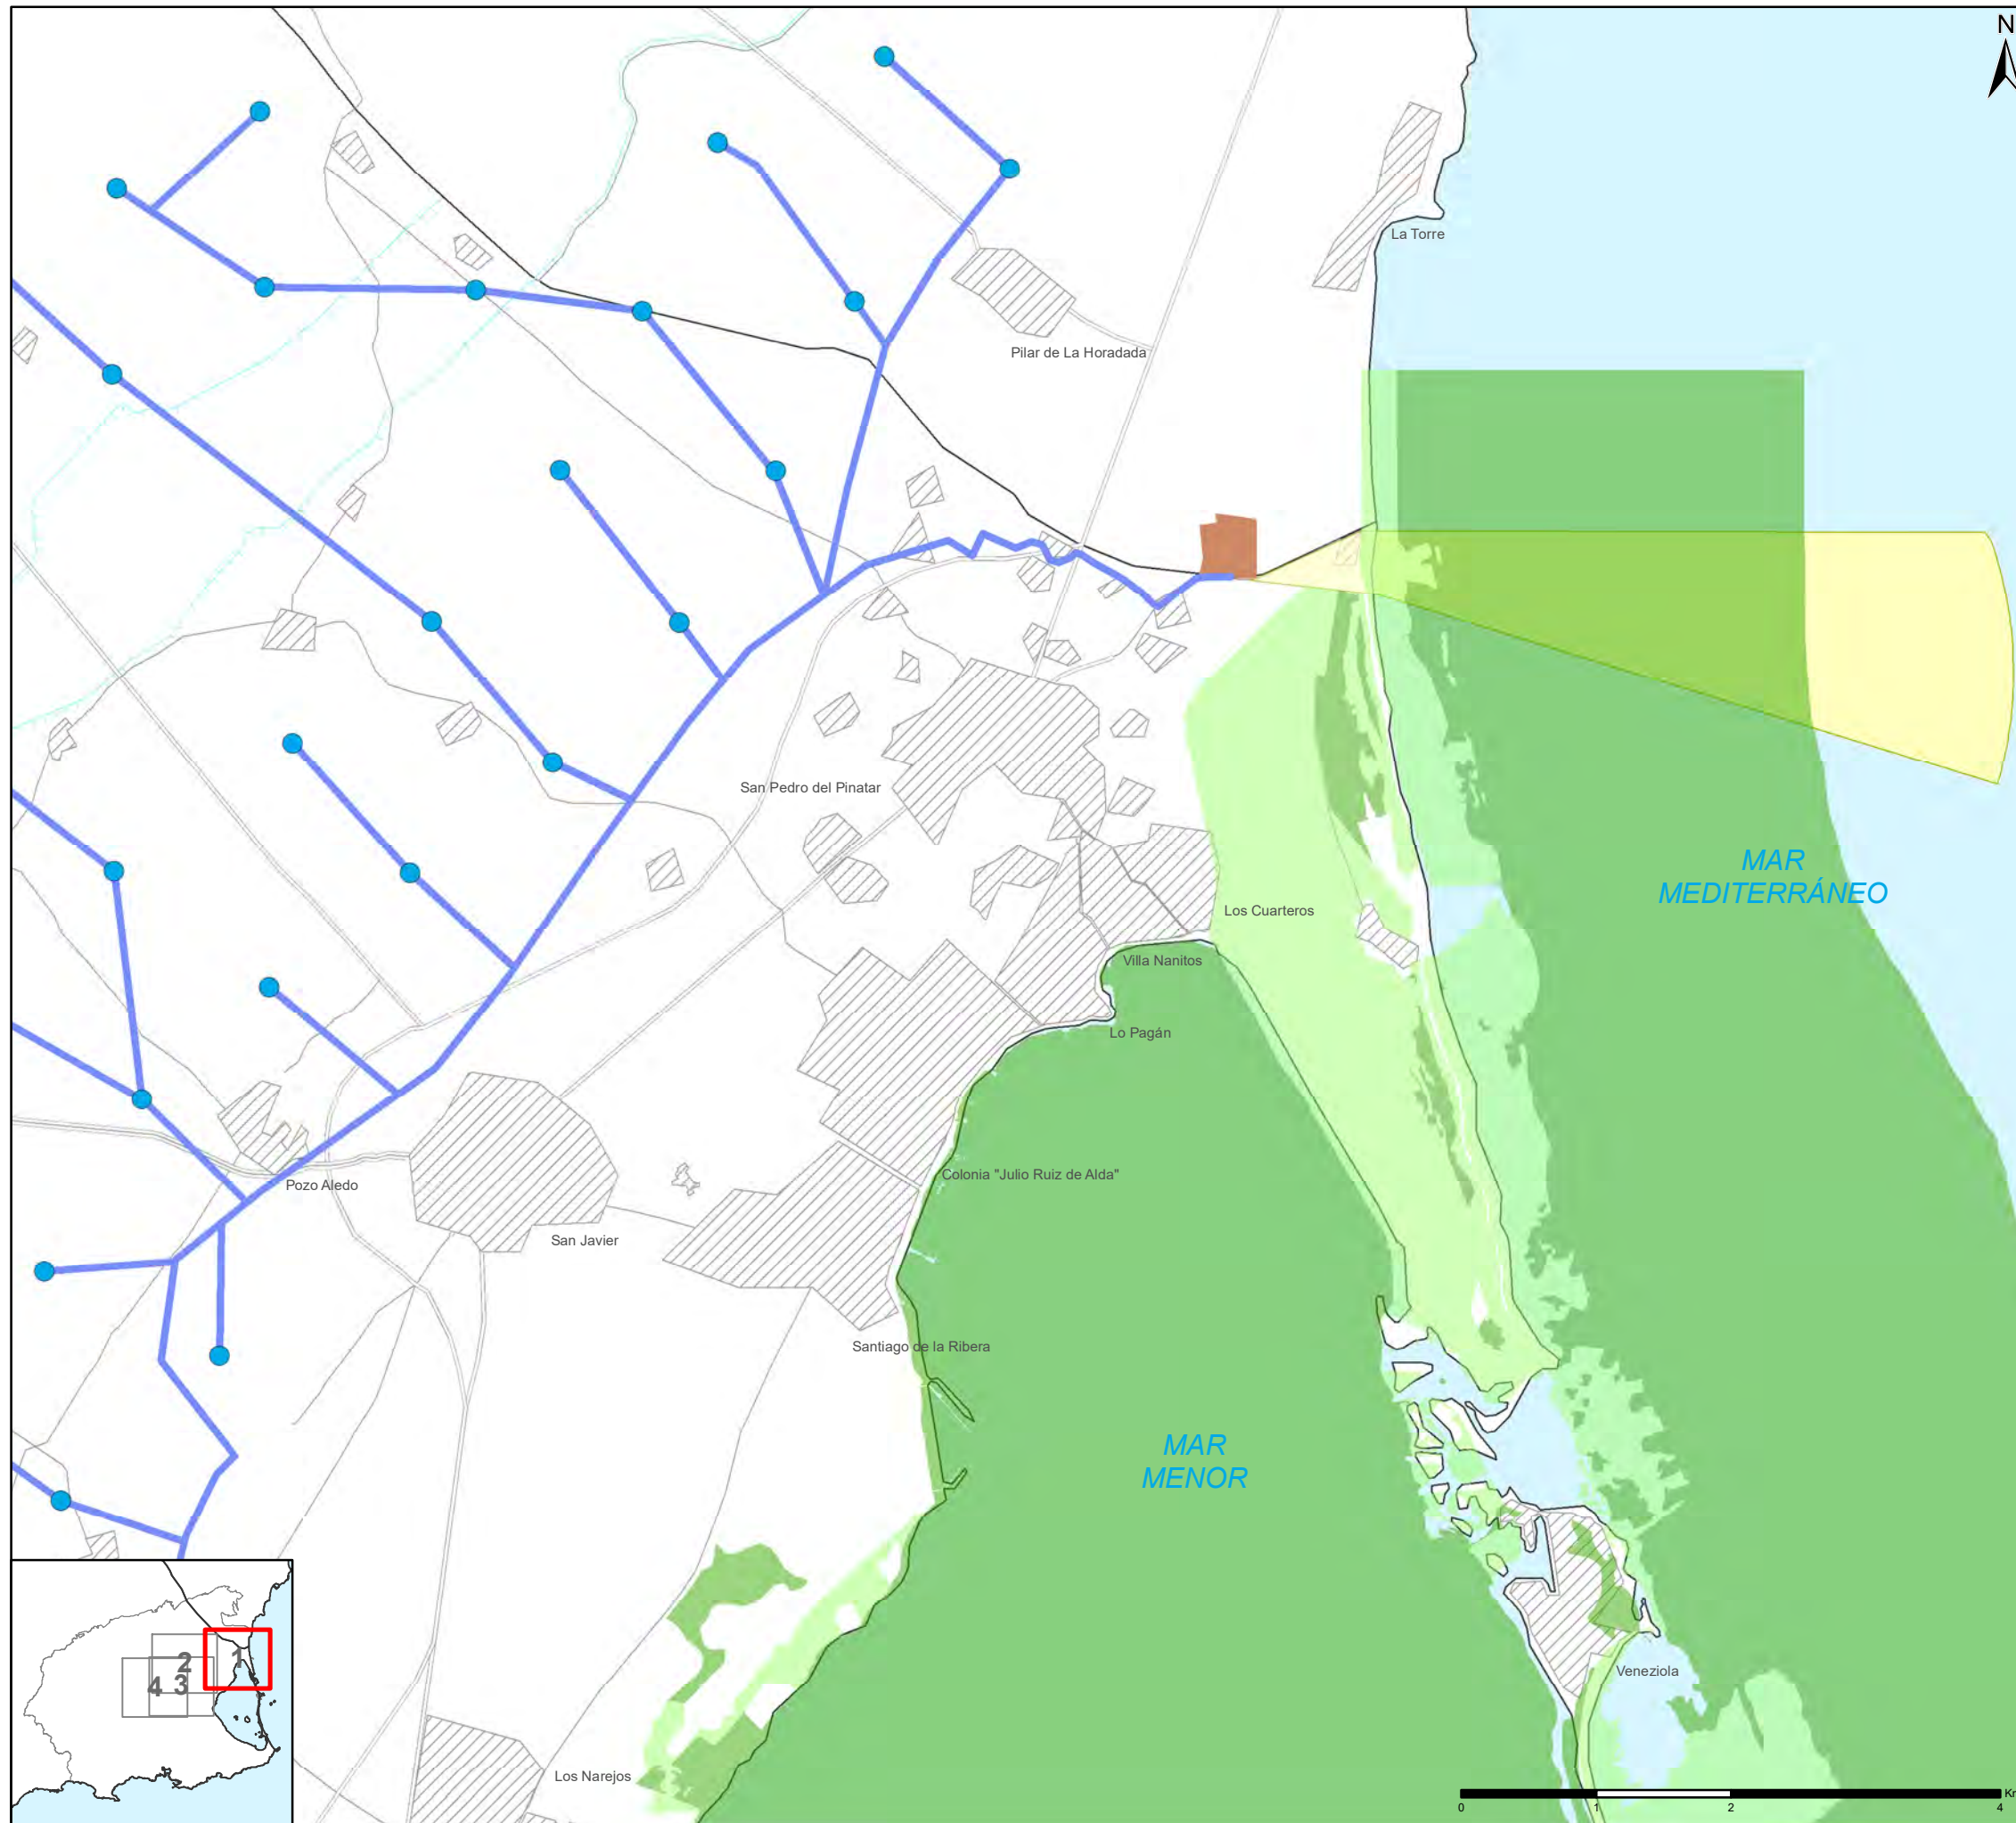 N
La Torre
Pilar de La Horadada
San Pedro del Pinatar
MAR
MEDITERRÁNEO
Los Cuarteros
Villa Nanitos
Lo Pagán
Colonia "Julio Ruiz de Alda"
Pozo Aledo
San Javier
Santiago de la Ribera
MAR
MENOR
Veneziola
Los Narejos
1
2
3
4
Km
0 1 2 4